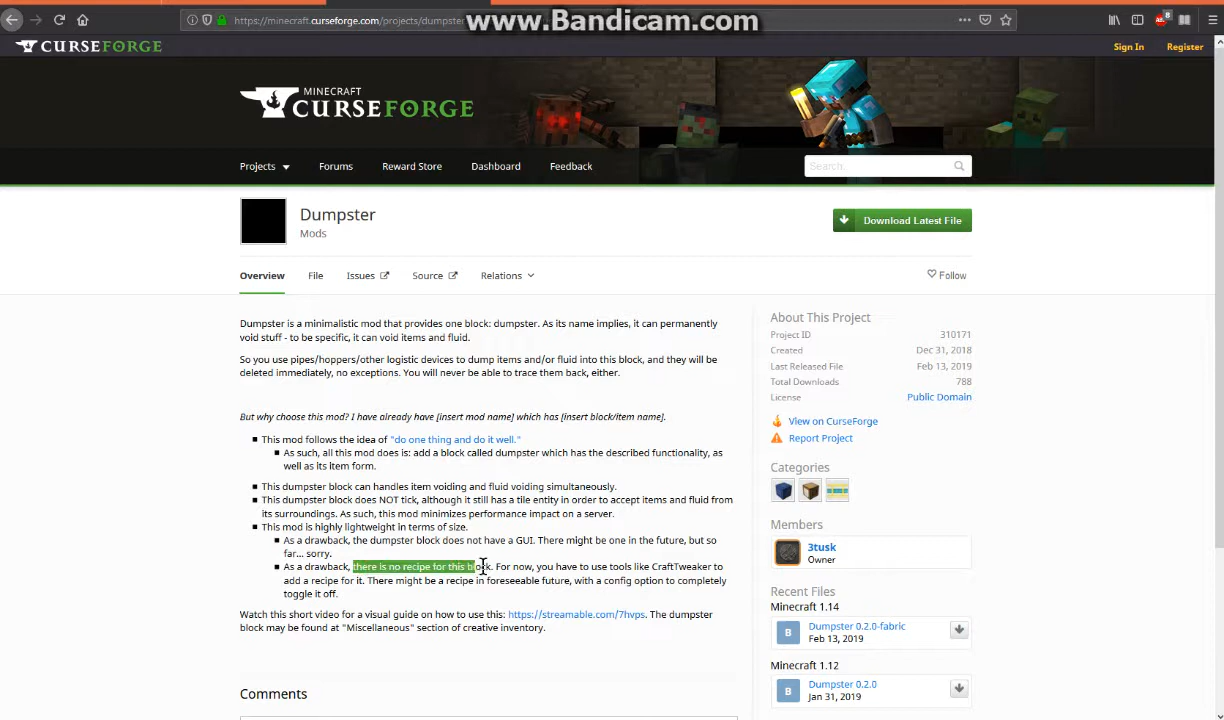 https://minecraft.curseforge.com/projects/dumpster
www.Bandicam.com
8
CURSEFORGE
Sign In
Register
MINECRAFT
CURSEFORGE
Projects
Forums
Reward Store
Dashboard
Feedback
Search
Dumpster
Mods
Download Latest File
Overview
File
Issues
Source
Relations
Follow
Dumpster is a minimalistic mod that provides one block: dumpster. As its name implies, it can permanently
void stuff - to be specific, it can void items and fluid.
So you use pipes/hoppers/other logistic devices to dump items and/or fluid into this block, and they will be
deleted immediately, no exceptions. You will never be able to trace them back, either.
But why choose this mod? I have already have [insert mod name] which has [insert block/item name].
This mod follows the idea of "do one thing and do it well."
As such, all this mod does is: add a block called dumpster which has the described functionality, as
well as its item form.
This dumpster block can handles item voiding and fluid voiding simultaneously.
This dumpster block does NOT tick, although it still has a tile entity in order to accept items and fluid from
its surroundings. As such, this mod minimizes performance impact on a server.
This mod is highly lightweight in terms of size.
As a drawback, the dumpster block does not have a GUI. There might be one in the future, but so
far... sorry.
As a drawback, there is no recipe for this block. For now, you have to use tools like CraftTweaker to
add a recipe for it. There might be a recipe in foreseeable future, with a config option to completely
toggle it off.
Watch this short video for a visual guide on how to use this: https://streamable.com/7hvps. The dumpster
block may be found at "Miscellaneous" section of creative inventory.
Comments
About This Project
Project ID
310171
Created
Dec 31, 2018
Last Released File
Feb 13, 2019
Total Downloads
788
License
Public Domain
View on CurseForge
Report Project
Categories
Members
3tusk
Owner
Recent Files
Minecraft 1.14
B
Dumpster 0.2.0-fabric
Feb 13, 2019
Minecraft 1.12
B
Dumpster 0.2.0
Jan 31, 2019